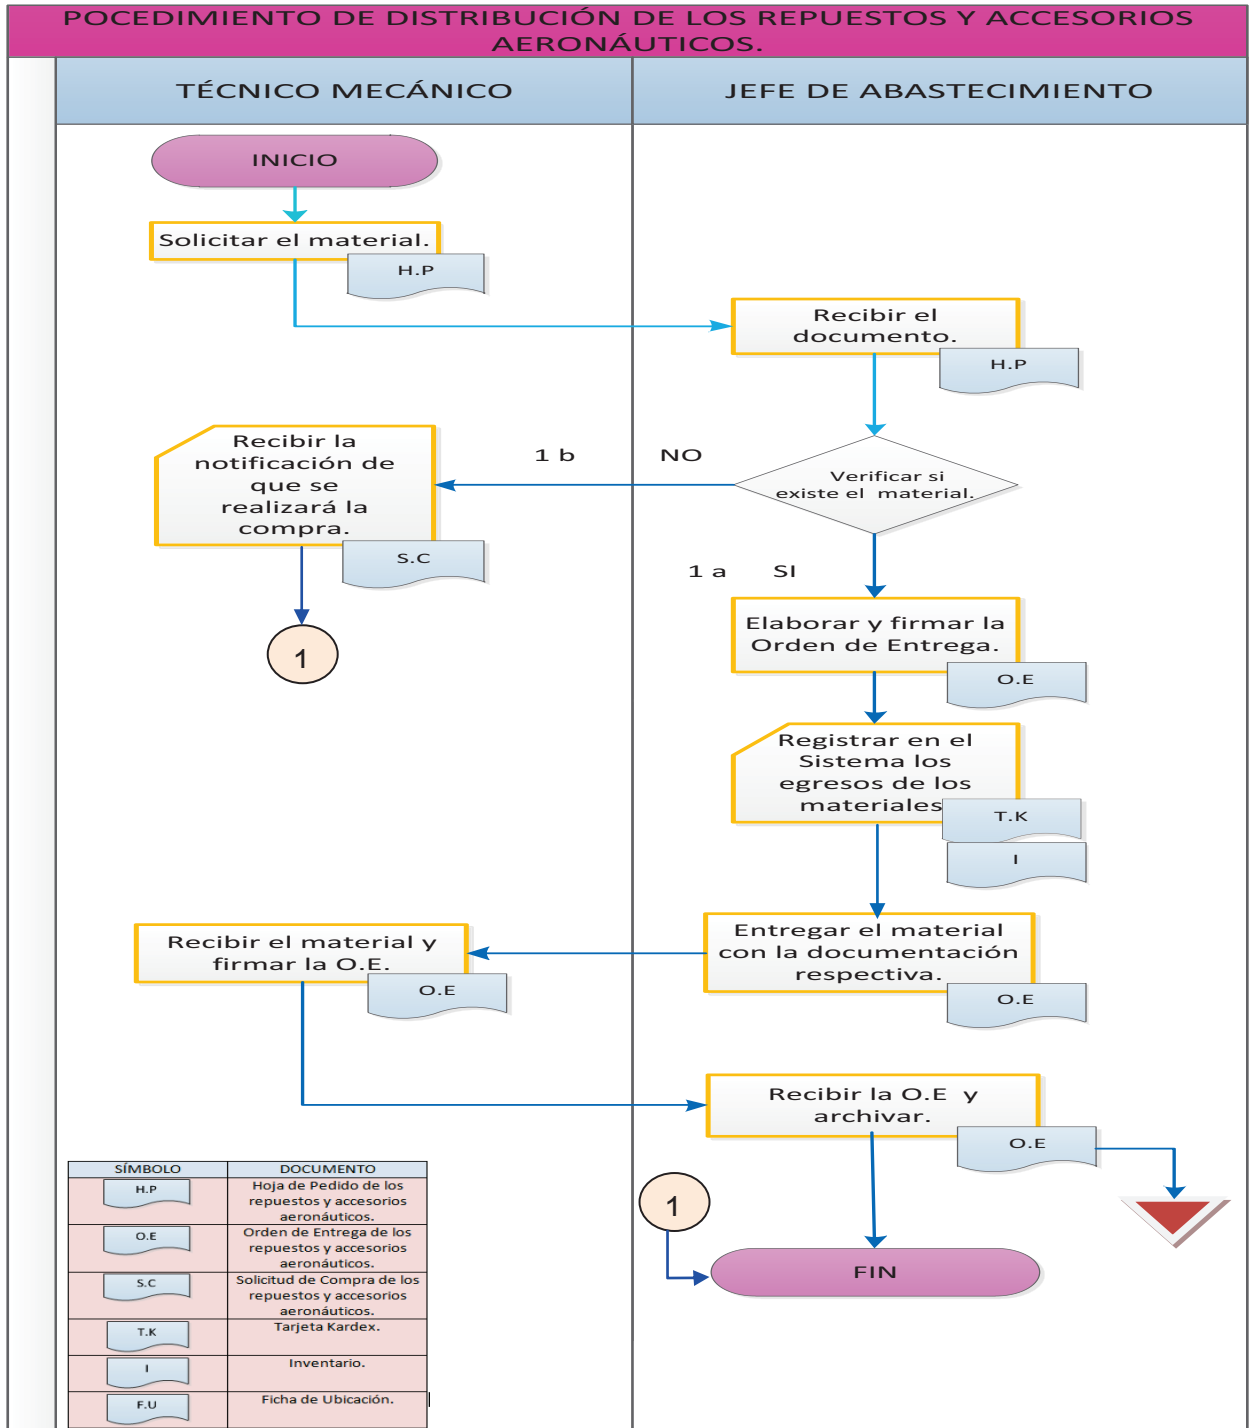 POCEDIMIENTO DE DISTRIBUCIÓN DE LOS REPUESTOS Y ACCESORIOS
AERONÁUTICOS.
TÉCNICO MECÁNICO
JEFE DE ABASTECIMIENTO
INICIO
Solicitar el material.
H.P
Recibir el
documento.
H.P
Verificar si
existe el material.
1 b
NO
Recibir la
notificación de
que se
realizará la
compra.
S.C
1
1 a
SI
Elaborar y firmar la
Orden de Entrega.
O.E
Registrar en el
Sistema los
egresos de los
materiales
T.K
I
Entregar el material
con la documentación
respectiva.
O.E
Recibir el material y
firmar la O.E.
O.E
Recibir la O.E y
archivar.
O.E
1
FIN
SÍMBOLO
DOCUMENTO
H.P
Hoja de Pedido de los
repuestos y accesorios
aeronáuticos.
O.E
Orden de Entrega de los
repuestos y accesorios
aeronáuticos.
S.C
Solicitud de Compra de los
repuestos y accesorios
aeronáuticos.
T.K
Tarjeta Kardex.
I
Inventario.
F.U
Ficha de Ubicación.